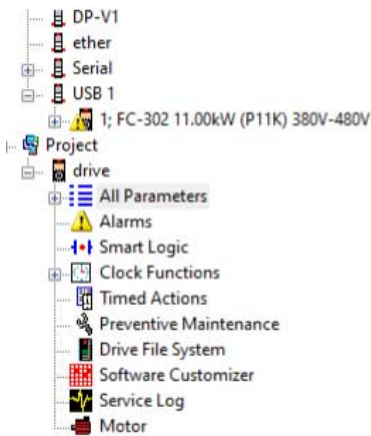 DP-V1
ether
Serial
USB 1
1; FC-302 11.00kW (P11K) 380V-480V
Project
drive
All Parameters
Alarms
Smart Logic
Clock Functions
Timed Actions
Preventive Maintenance
Drive File System
Software Customizer
Service Log
Motor